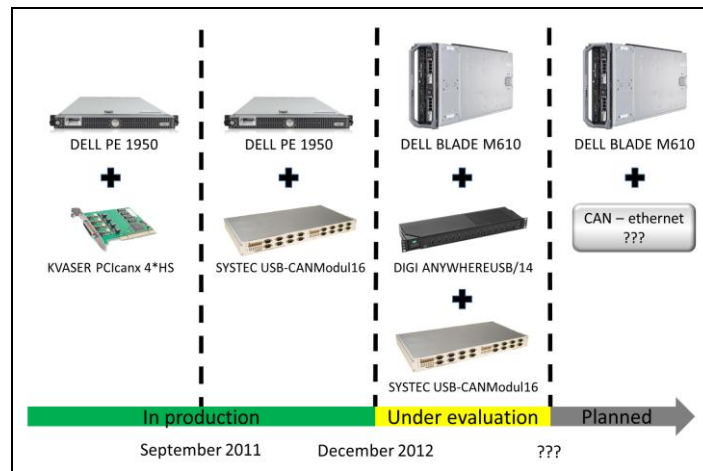 DELL PE 1950
DELL PE 1950
DELL BLADE M610
DELL BLADE M610
KVASER PCIcanx 4*HS
SYSTEC USB-CANModul16
DIGI ANYWHEREUSB/14
CAN – ethernet
???
SYSTEC USB-CANModul16
In production
Under evaluation
Planned
September 2011
December 2012
???